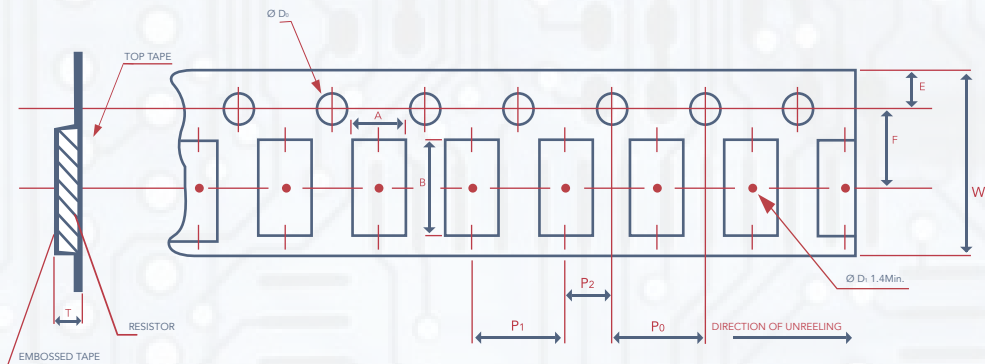 Ø D₀
TOP TAPE
E
A
F
B
W
Ø D₁ 1.4Min.
P2
T
P1
P0
DIRECTION OF UNREELING
RESISTOR
EMBOSSED TAPE